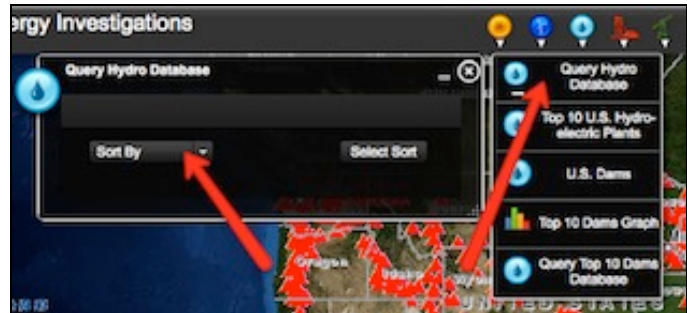 ergy Investigations
Query Hydro Database
Sort By
Select Sort
Query Hydro
Database
Top 10 U.S. Hydro-
electric Plants
U.S. Dams
Top 10 Dams Graph
Query Top 10 Dams
Database
Oregon
Idaho
UNITED STATES